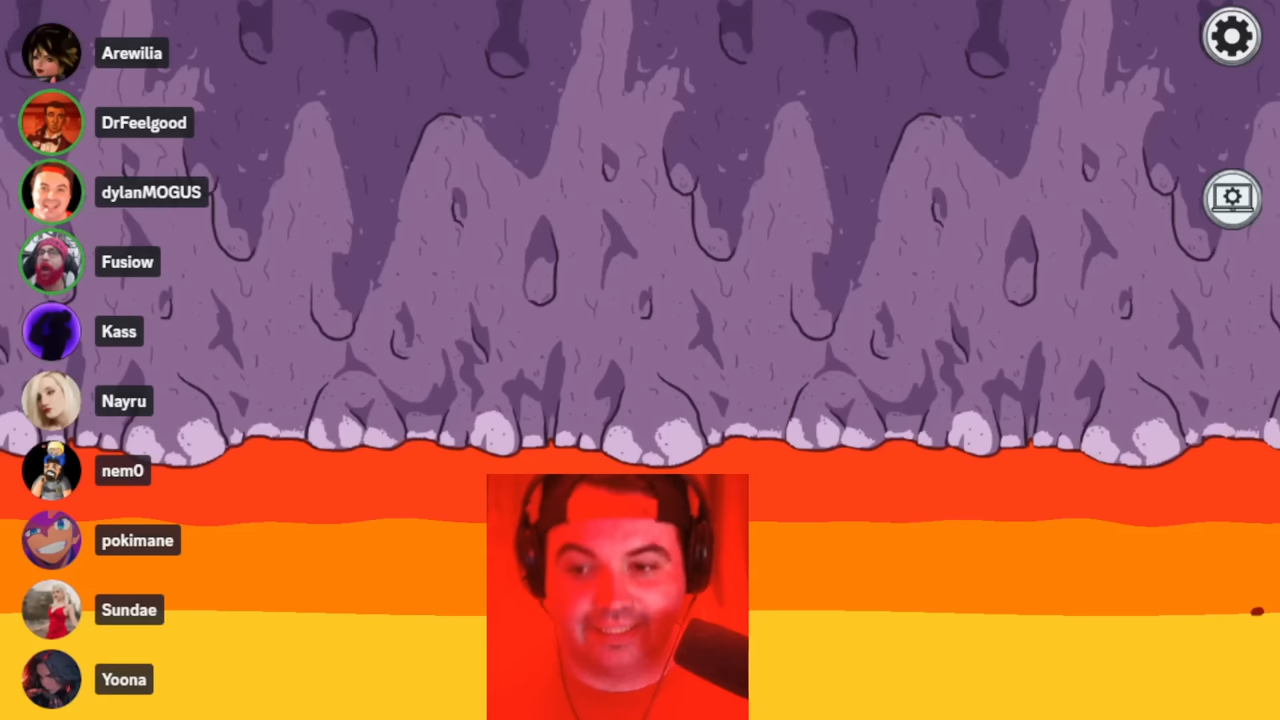 Arewilia
DrFeelgood
dylanMOGUS
Fusiow
Kass
Nayru
nem0
pokimane
Sundae
Yoona